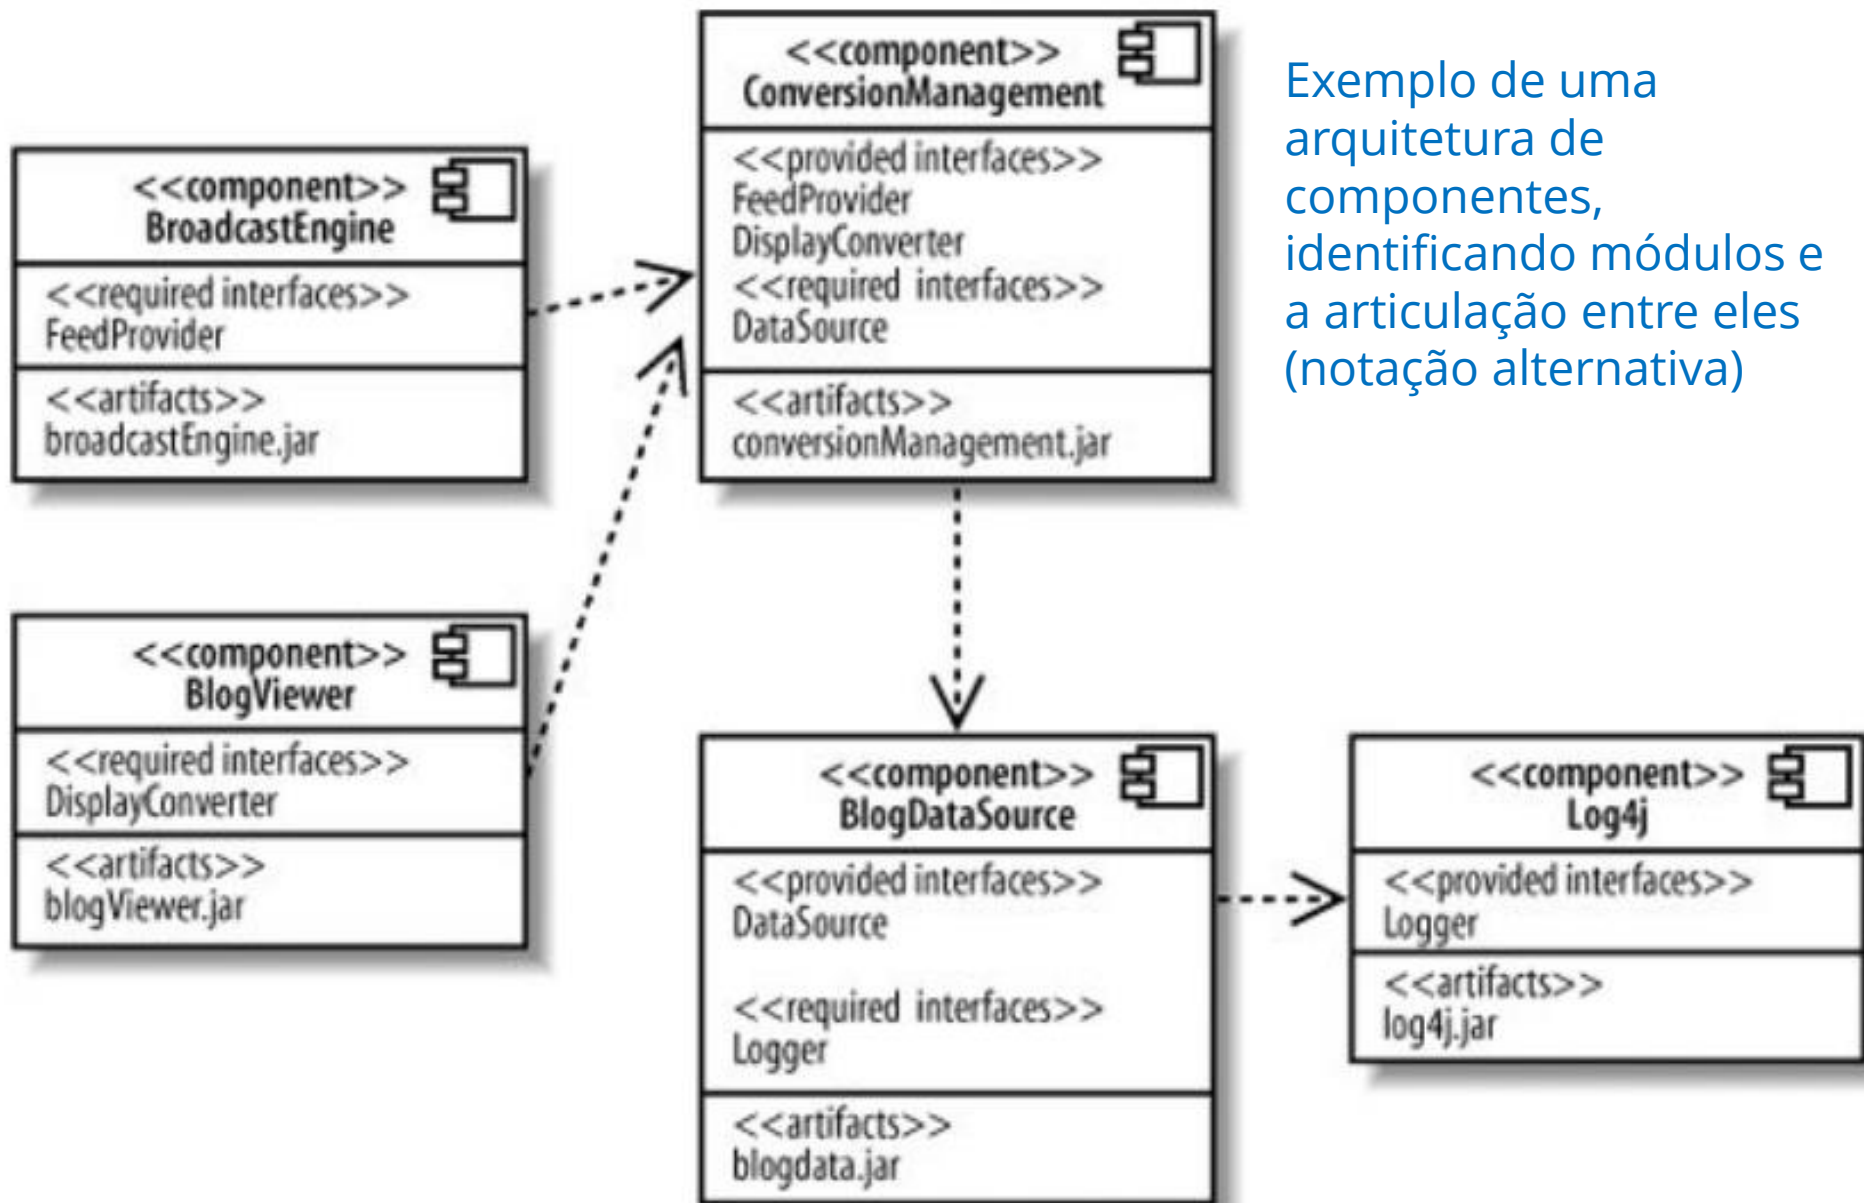 <<component>>
ConversionManagement
<<provided interfaces>>
FeedProvider
DisplayConverter
<<required interfaces>>
DataSource
<<artifacts>>
conversionManagement.jar
Exemplo de uma
arquitetura de
componentes,
identificando módulos e
a articulação entre eles
(notação alternativa)
<<component>>
BroadcastEngine
<<required interfaces>>
FeedProvider
<<artifacts>>
broadcastEngine.jar
<<component>>
BlogViewer
<<required interfaces>>
DisplayConverter
<<artifacts>>
blogViewer.jar
<<component>>
BlogDataSource
<<provided interfaces>>
DataSource
<<required interfaces>>
Logger
<<artifacts>>
blogdata.jar
<<component>>
Log4j
<<provided interfaces>>
Logger
<<artifacts>>
log4j.jar